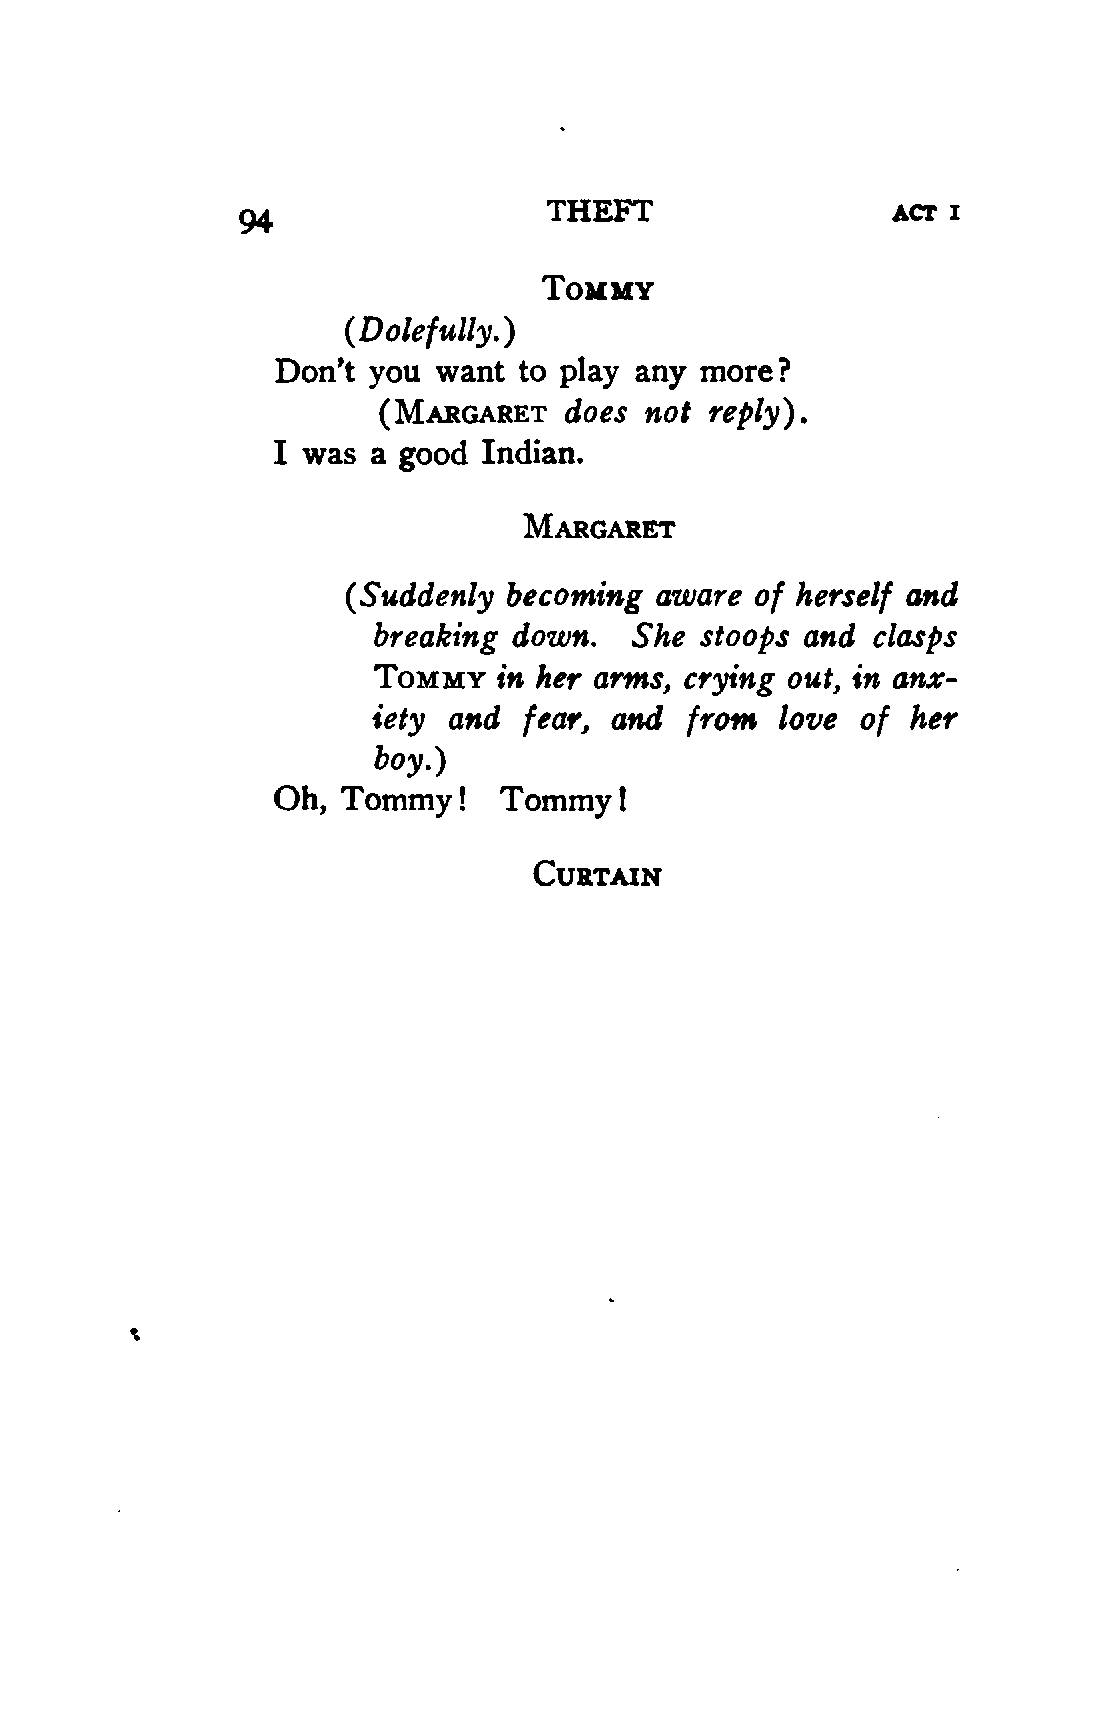 94 THEFT ACT I
TOMMY
(Dolefully.)
Don't you want to play any more?
(MARGARET does not reply).
I was a good Indian.
MARGARET
(Suddenly becoming aware of herself and
breaking down. She stoops and clasps
TOMMY in her arms, crying out, in anx-
iety and fear, and from love of her
boy.)
Oh, Tommy! Tommy!
CURTAIN